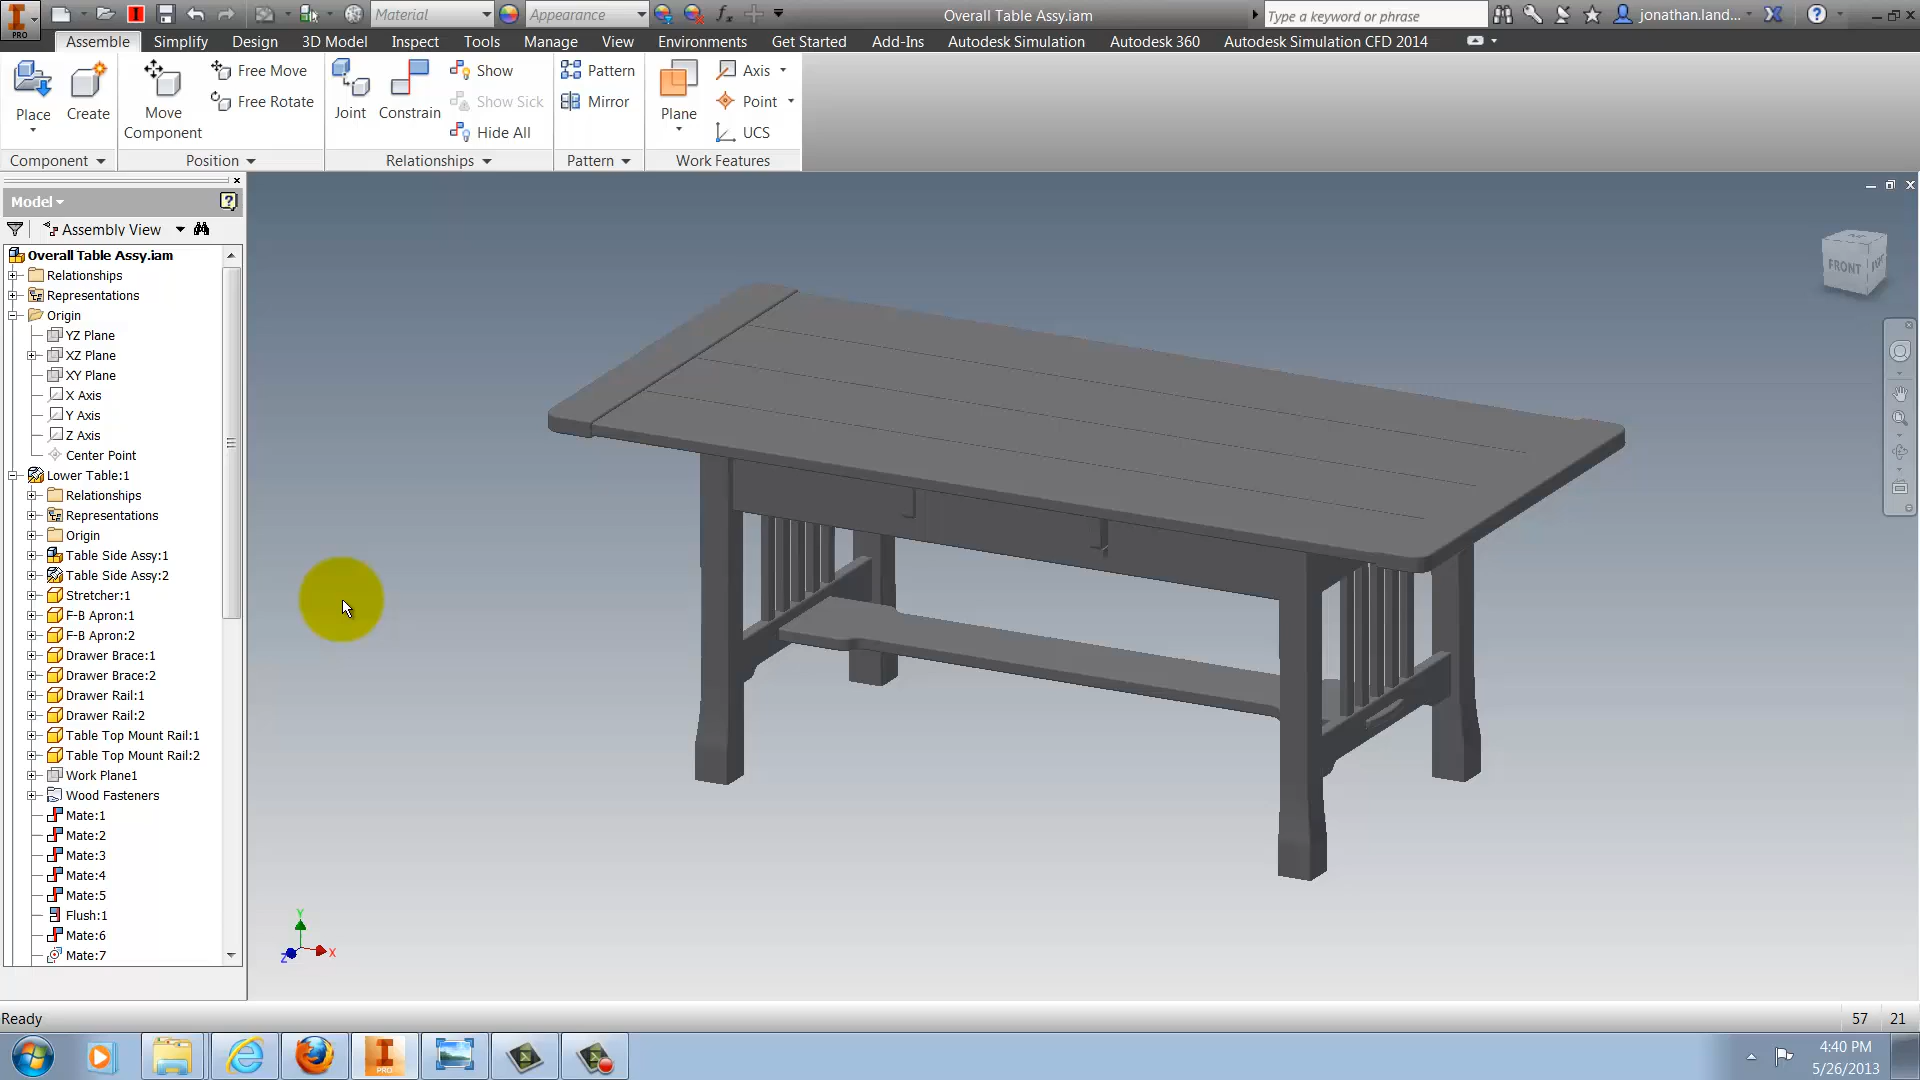 PRO Material Appearance fx Overall Table Assy.iam Type a keyword or phrase jonathan.land...
Assemble Simplify Design 3D Model Inspect Tools Manage View Environments Get Started Add-Ins Autodesk Simulation Autodesk 360 Autodesk Simulation CFD 2014
Place Create Move Component Free Move Free Rotate Joint Constrain Show Show Sick Hide All Pattern Mirror Plane Axis Point UCS
Component Position Relationships Pattern Work Features
Model
Assembly View
Overall Table Assy.iam
Relationships
Representations
Origin
YZ Plane
XZ Plane
XY Plane
X Axis
Y Axis
Z Axis
Center Point
Lower Table:1
Relationships
Representations
Origin
Table Side Assy:1
Table Side Assy:2
Stretcher:1
F-B Apron:1
F-B Apron:2
Drawer Brace:1
Drawer Brace:2
Drawer Rail:1
Drawer Rail:2
Table Top Mount Rail:1
Table Top Mount Rail:2
Work Plane1
Wood Fasteners
Mate:1
Mate:2
Mate:3
Mate:4
Mate:5
Flush:1
Mate:6
Mate:7
FRONT
Y
X
Z
Ready 57 21
PRO
4:40 PM
5/26/2013